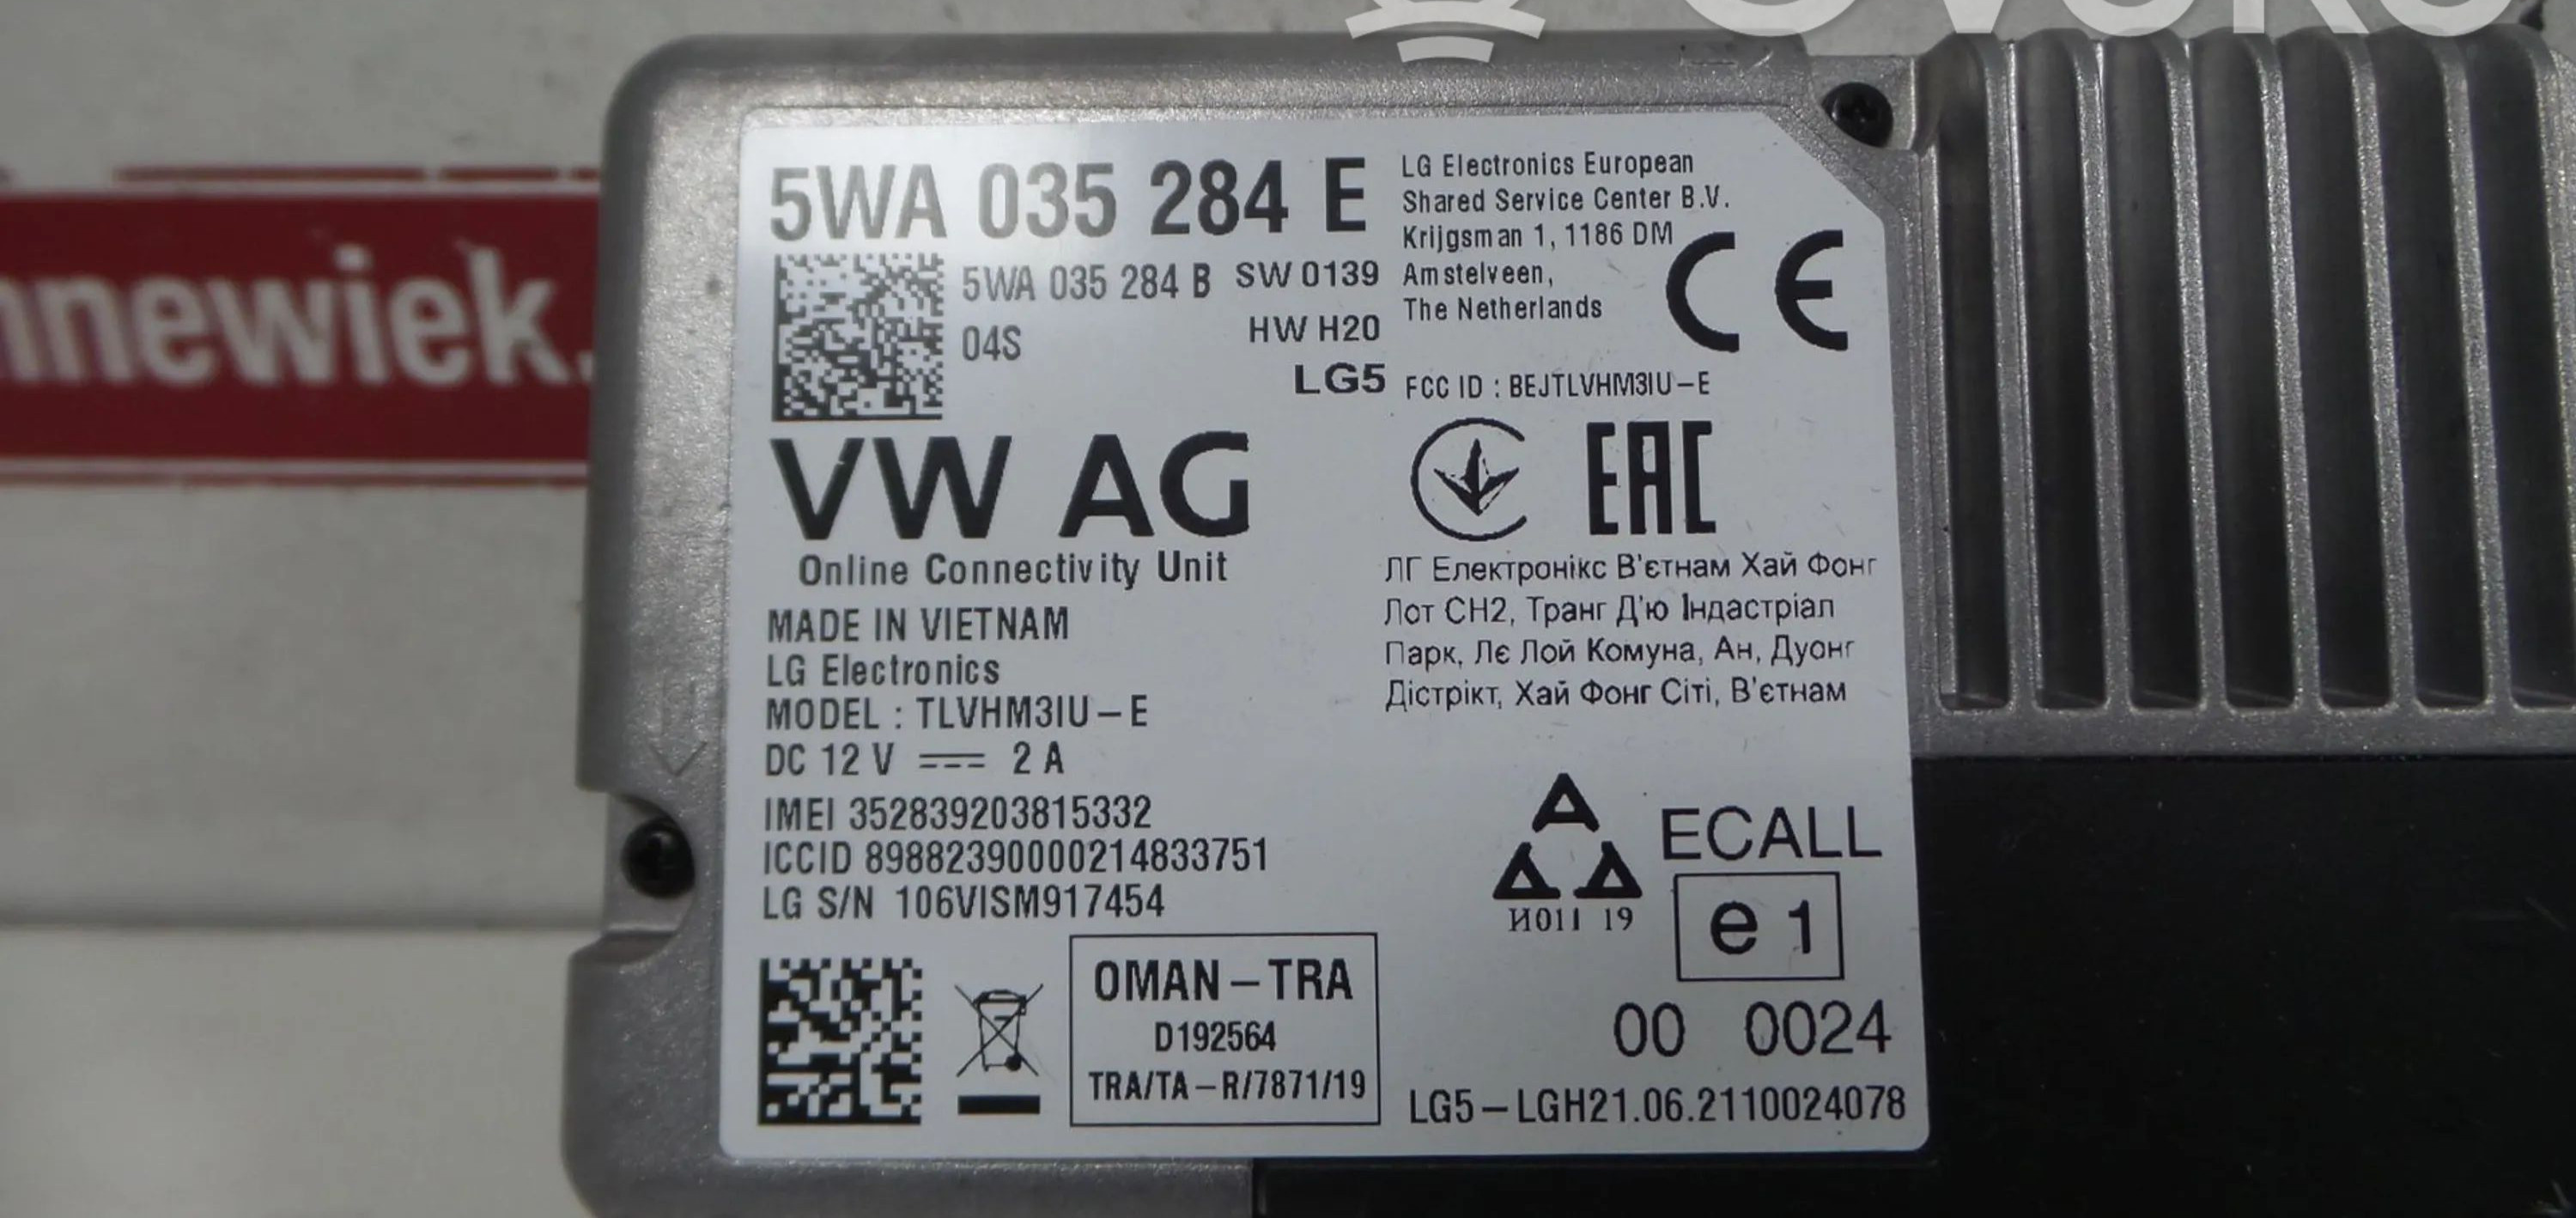 nnewiek.
5WA 035 284 E
5WA 035 284 B SW 0139
04S HW H20
LG5
LG Electronics European
Shared Service Center B.V.
Krijgsman 1, 1186 DM
Amstelveen,
The Netherlands
CE
FCC ID : BEJTLVHM3IU-E
VW AG
Online Connectivity Unit
EAC
MADE IN VIETNAM
LG Electronics
MODEL : TLVHM3IU-E
DC 12 V 2 A
IMEI 352839203815332
ICCID 89882390000214833751
LG S/N 106VISM917454
ЛГ Електронікс В'єтнам Хай Фонг
Лот СН2, Транг Д'ю Індастріал
Парк, Лє Лой Комуна, Ан, Дуонг
Дістрікт, Хай Фонг Сіті, В'єтнам
ECALL
И011 19
e 1
OMAN-TRA
D192564
TRA/TA-R/7871/19
00 0024
LG5-LGH21.06.2110024078